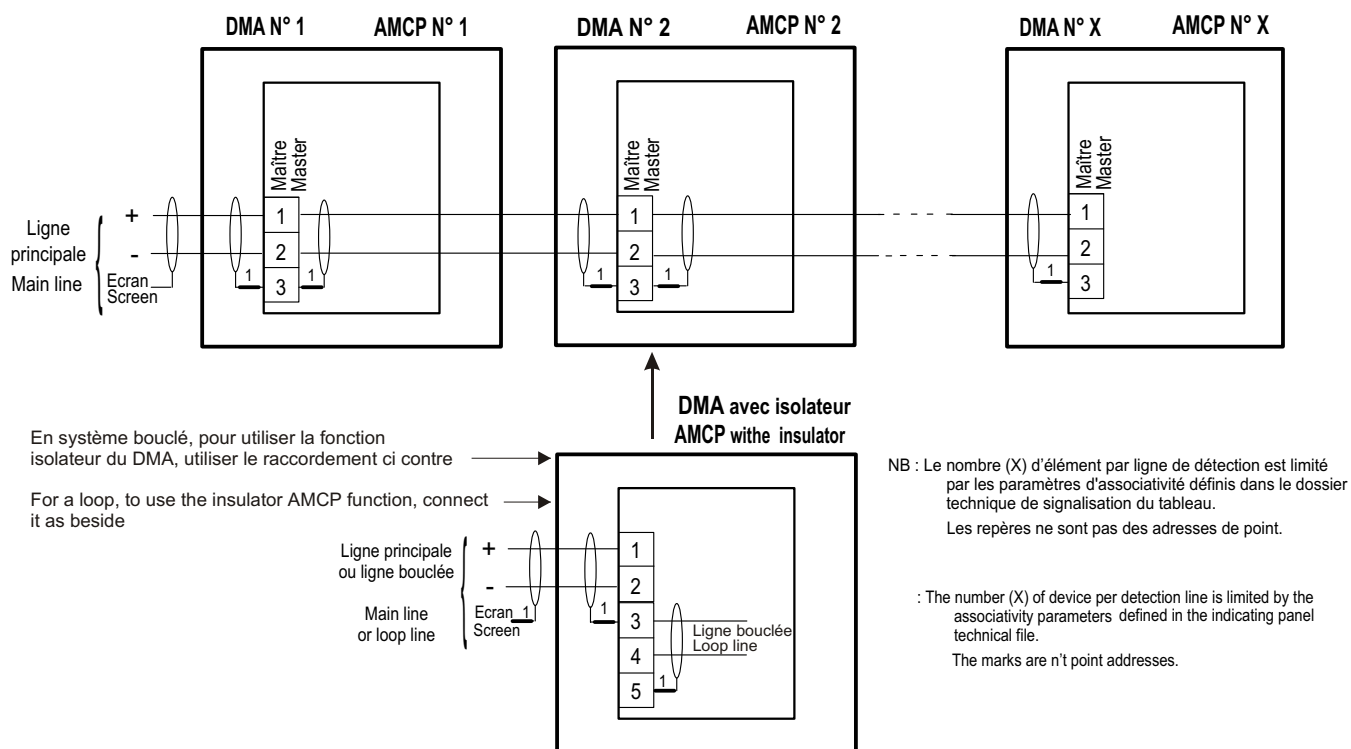 DMA N° 1 AMCP N° 1 DMA N° 2 AMCP N° 2 DMA N° X AMCP N° X
Maître
Master
Maître
Master
Maître
Master
Ligne
principale
Main line
+
-
Ecran
Screen
1
2
3
1
1
1
2
3
1
1
1
2
3
1
DMA avec isolateur
AMCP withe insulator
En système bouclé, pour utiliser la fonction
isolateur du DMA, utiliser le raccordement ci contre
For a loop, to use the insulator AMCP function, connect
it as beside
Ligne principale
ou ligne bouclée
Main line
or loop line
+
-
Ecran
Screen
1
1
1
2
3
4
5
1
Ligne bouclée
Loop line
NB : Le nombre (X) d'élément par ligne de détection est limité
par les paramètres d'associativité définis dans le dossier
technique de signalisation du tableau.
Les repères ne sont pas des adresses de point.
: The number (X) of device per detection line is limited by the
associativity parameters defined in the indicating panel
technical file.
The marks are n't point addresses.